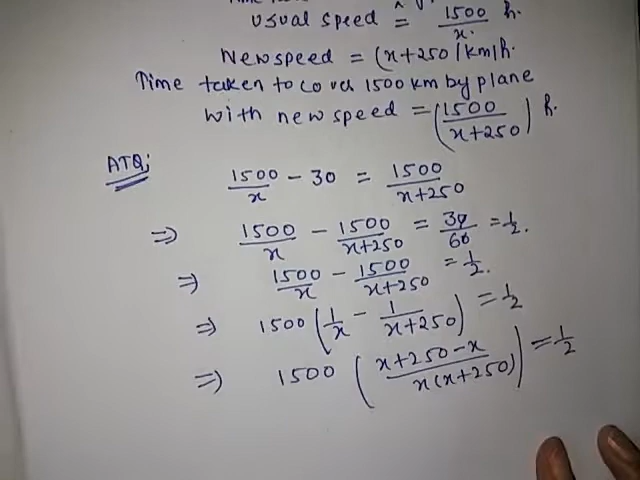 usual speed = 1500/x h.
New speed = (x+250) km/h.
Time taken to cover 1500 km by plane
with new speed = (1500/(x+250)) h.
ATQ;
1500/x - 30 = 1500/(x+250)
⇒ 1500/x - 1500/(x+250) = 30/60 = 1/2.
⇒ 1500/x - 1500/(x+250) = 1/2.
⇒ 1500 (1/x - 1/(x+250)) = 1/2
⇒ 1500 ((x+250-x)/(x(x+250))) = 1/2